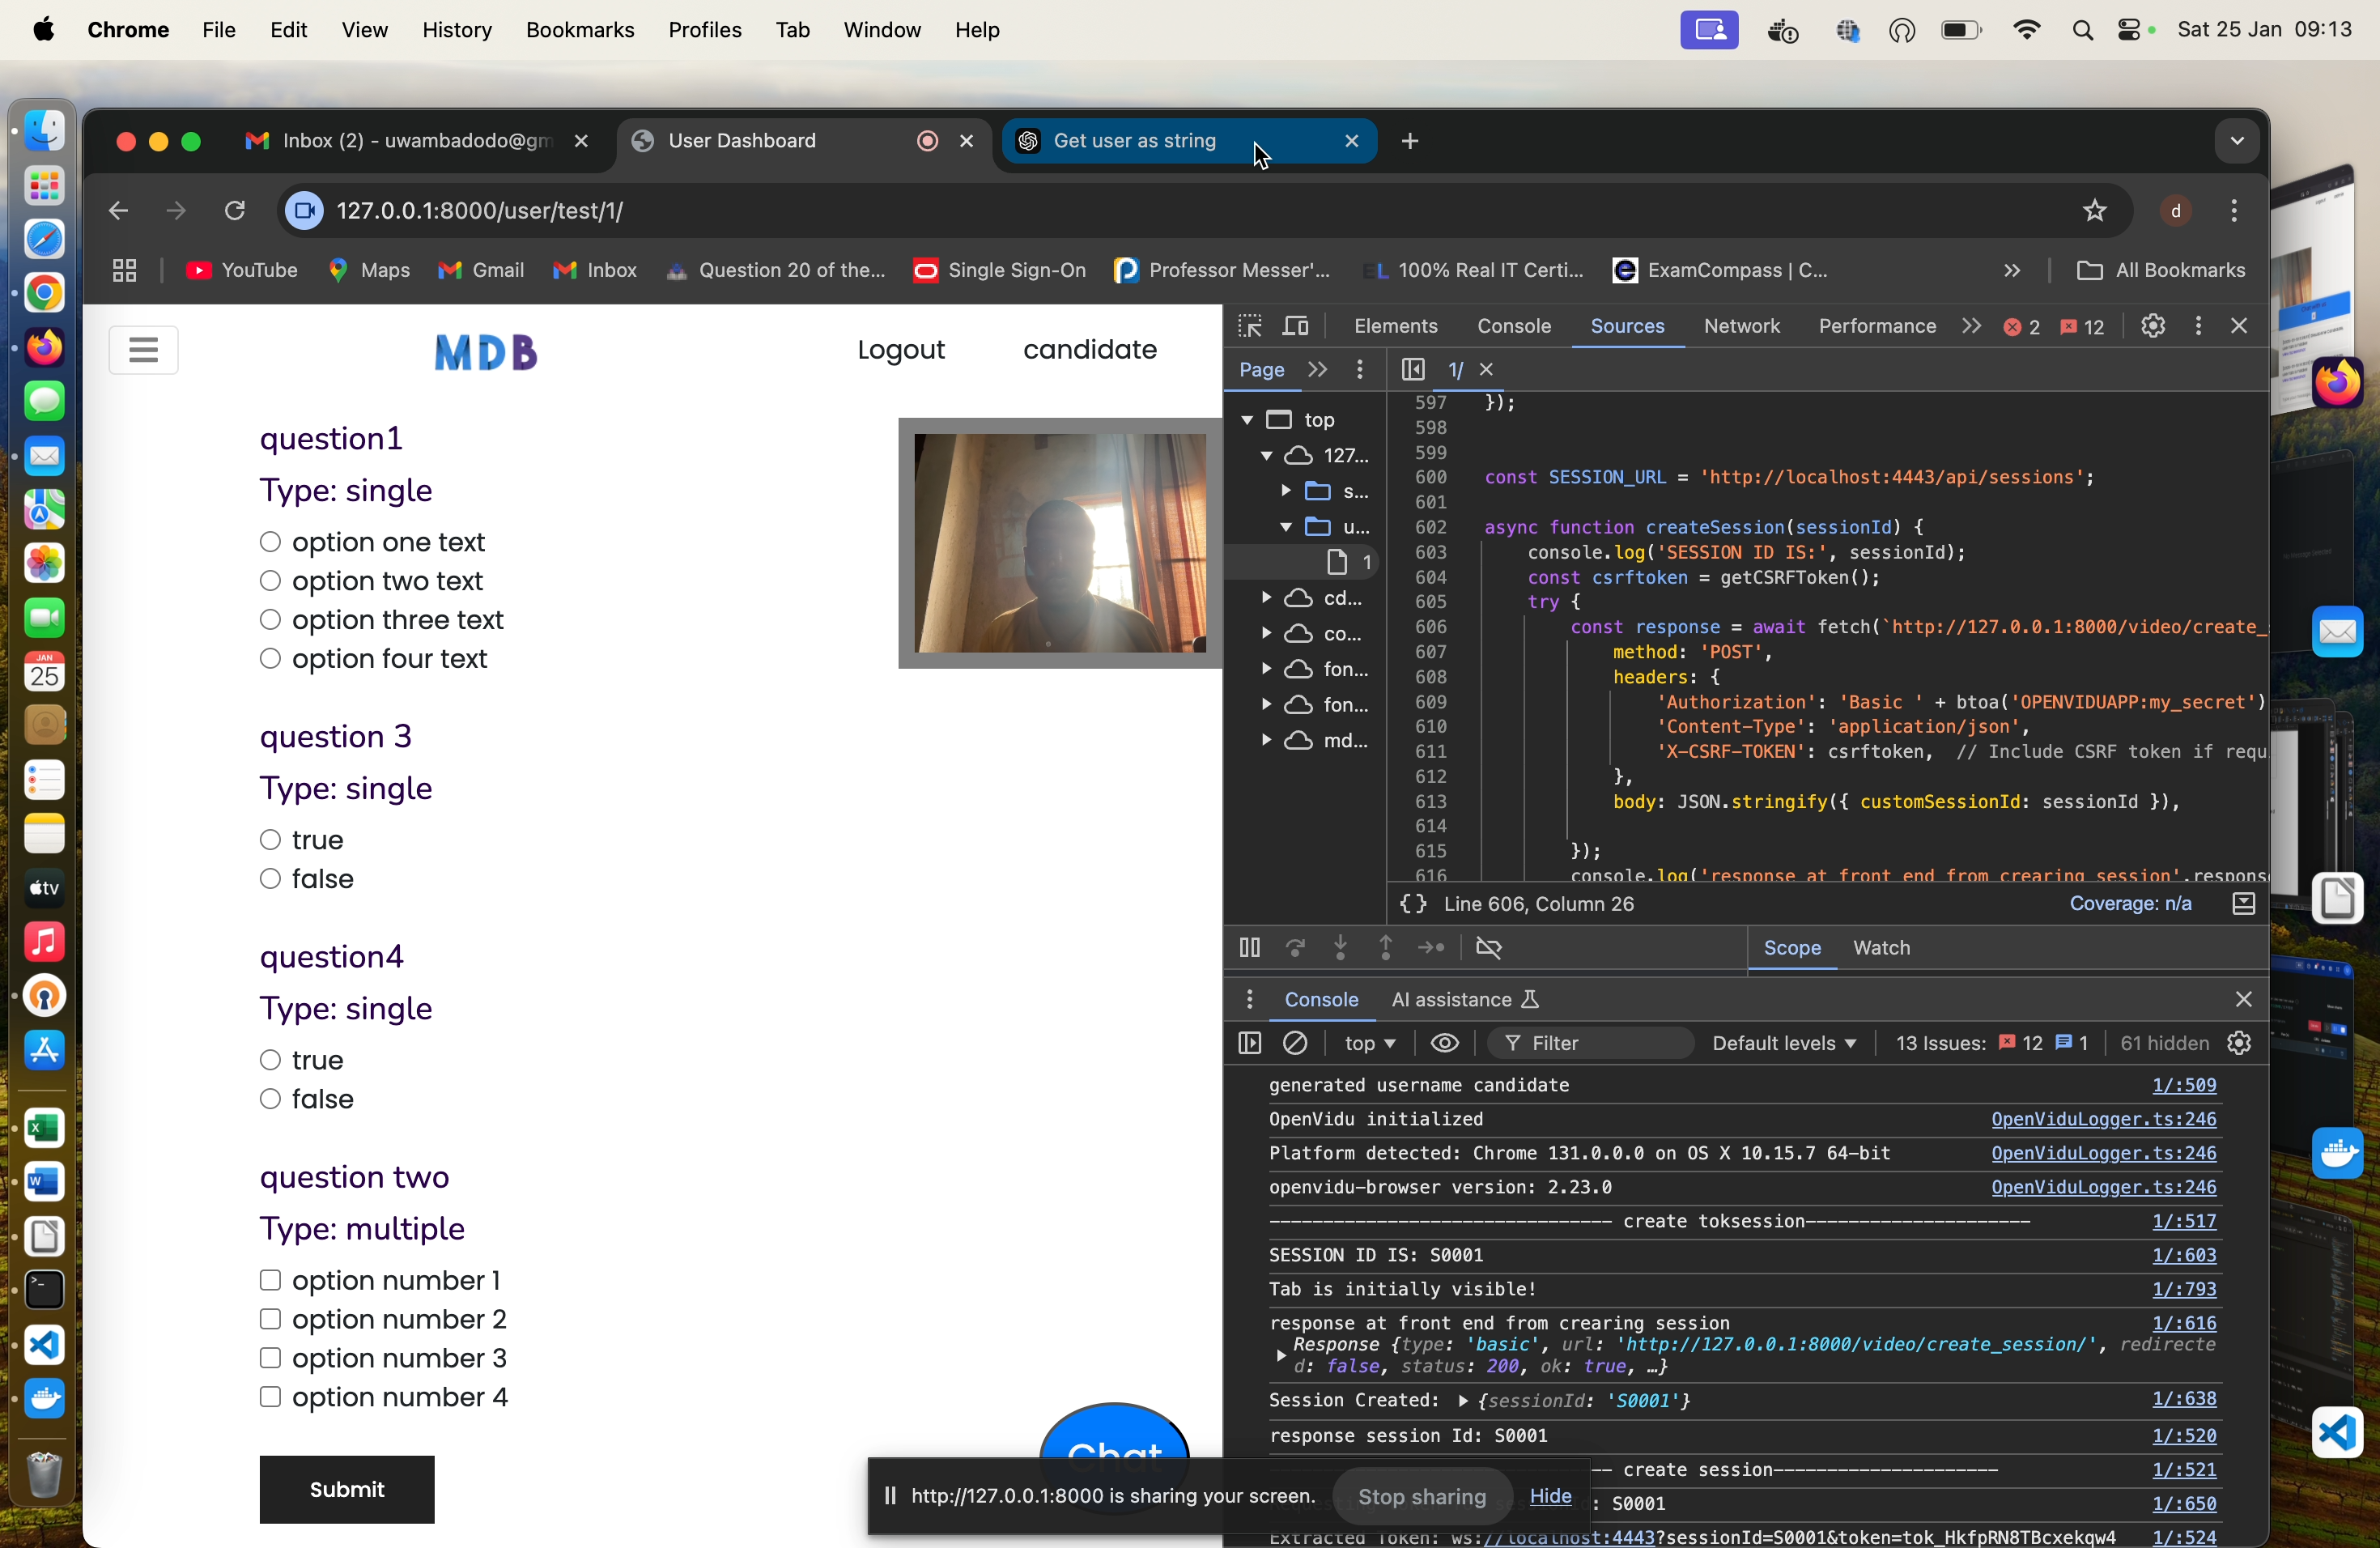 Chrome File Edit View History Bookmarks Profiles Tab Window Help Sat 25 Jan 09:13
Inbox (2) - uwambadodo@gm
User Dashboard
Get user as string
127.0.0.1:8000/user/test/1/
d
YouTube Maps Gmail Inbox Question 20 of the... Single Sign-On Professor Messer'... EL 100% Real IT Certi... ExamCompass | C... All Bookmarks
MDB
Logout
candidate
question1
Type: single
option one text
option two text
option three text
option four text
question 3
Type: single
true
false
question4
Type: single
true
false
question two
Type: multiple
option number 1
option number 2
option number 3
option number 4
Submit
Chat
Elements Console Sources Network Performance 2 12
Page
1/
top
127...
s...
u...
1
cd...
co...
fon...
fon...
md...
597 });
598
599
600 const SESSION_URL = 'http://localhost:4443/api/sessions';
601
602 async function createSession(sessionId) {
603 console.log('SESSION ID IS:', sessionId);
604 const csrftoken = getCSRFToken();
605 try {
606 const response = await fetch(`http://127.0.0.1:8000/video/create_
607 method: 'POST',
608 headers: {
609 'Authorization': 'Basic ' + btoa('OPENVIDUAPP:my_secret')
610 'Content-Type': 'application/json',
611 'X-CSRF-TOKEN': csrftoken, // Include CSRF token if requ
612 },
613 body: JSON.stringify({ customSessionId: sessionId }),
614
615 });
616 console.log('response at front end from crearing session',respons
{} Line 606, Column 26 Coverage: n/a
Scope Watch
Console AI assistance
top Filter Default levels 13 Issues: 12 1 61 hidden
generated username candidate 1/:509
OpenVidu initialized OpenViduLogger.ts:246
Platform detected: Chrome 131.0.0.0 on OS X 10.15.7 64-bit OpenViduLogger.ts:246
openvidu-browser version: 2.23.0 OpenViduLogger.ts:246
-------------------------------- create toksession--------------------- 1/:517
SESSION ID IS: S0001 1/:603
Tab is initially visible! 1/:793
response at front end from crearing session 1/:616
Response {type: 'basic', url: 'http://127.0.0.1:8000/video/create_session/', redirecte
d: false, status: 200, ok: true, …}
Session Created: {sessionId: 'S0001'} 1/:638
response session Id: S0001 1/:520
-- create session--------------------- 1/:521
: S0001 1/:650
Extracted Token: ws://localhost:4443?sessionId=S0001&token=tok_HkfpRN8TBcxekqw4 1/:524
http://127.0.0.1:8000 is sharing your screen. Stop sharing Hide
JAN
25
tv